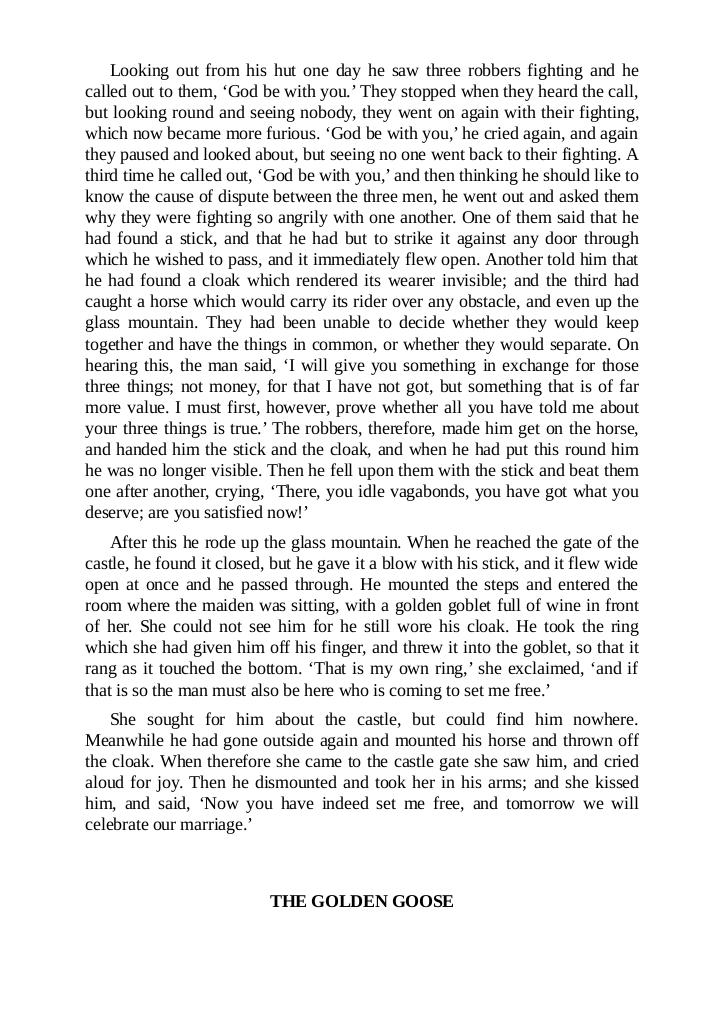 Looking out from his hut one day he saw three robbers fighting and he
called out to them, ‘God be with you.’ They stopped when they heard the call,
but looking round and seeing nobody, they went on again with their fighting,
which now became more furious. ‘God be with you,’ he cried again, and again
they paused and looked about, but seeing no one went back to their fighting. A
third time he called out, ‘God be with you,’ and then thinking he should like to
know the cause of dispute between the three men, he went out and asked them
why they were fighting so angrily with one another. One of them said that he
had found a stick, and that he had but to strike it against any door through
which he wished to pass, and it immediately flew open. Another told him that
he had found a cloak which rendered its wearer invisible; and the third had
caught a horse which would carry its rider over any obstacle, and even up the
glass mountain. They had been unable to decide whether they would keep
together and have the things in common, or whether they would separate. On
hearing this, the man said, ‘I will give you something in exchange for those
three things; not money, for that I have not got, but something that is of far
more value. I must first, however, prove whether all you have told me about
your three things is true.’ The robbers, therefore, made him get on the horse,
and handed him the stick and the cloak, and when he had put this round him
he was no longer visible. Then he fell upon them with the stick and beat them
one after another, crying, ‘There, you idle vagabonds, you have got what you
deserve; are you satisfied now!’
After this he rode up the glass mountain. When he reached the gate of the
castle, he found it closed, but he gave it a blow with his stick, and it flew wide
open at once and he passed through. He mounted the steps and entered the
room where the maiden was sitting, with a golden goblet full of wine in front
of her. She could not see him for he still wore his cloak. He took the ring
which she had given him off his finger, and threw it into the goblet, so that it
rang as it touched the bottom. ‘That is my own ring,’ she exclaimed, ‘and if
that is so the man must also be here who is coming to set me free.’
She sought for him about the castle, but could find him nowhere.
Meanwhile he had gone outside again and mounted his horse and thrown off
the cloak. When therefore she came to the castle gate she saw him, and cried
aloud for joy. Then he dismounted and took her in his arms; and she kissed
him, and said, ‘Now you have indeed set me free, and tomorrow we will
celebrate our marriage.’
THE GOLDEN GOOSE